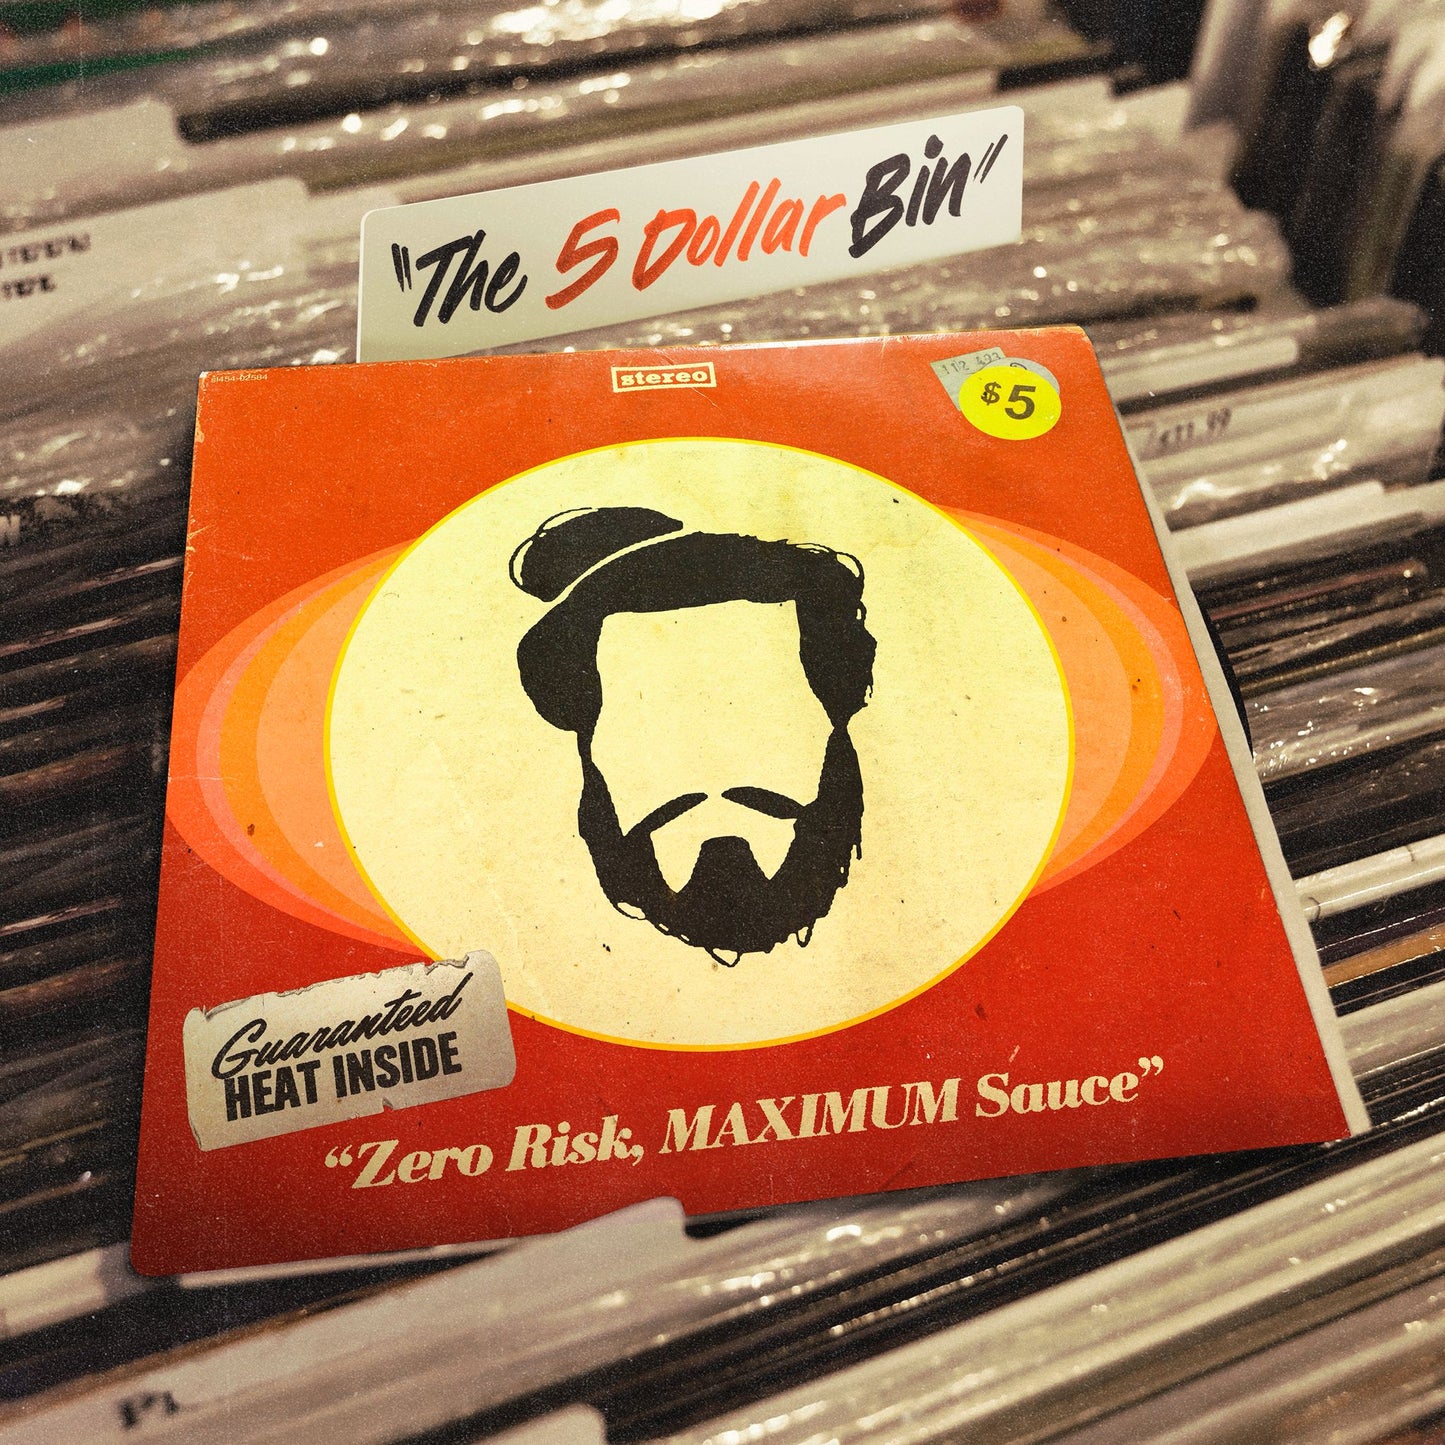 "The 5 Dollar Bin"
stereo
$5
Guaranteed
HEAT INSIDE
“Zero Risk, MAXIMUM Sauce”